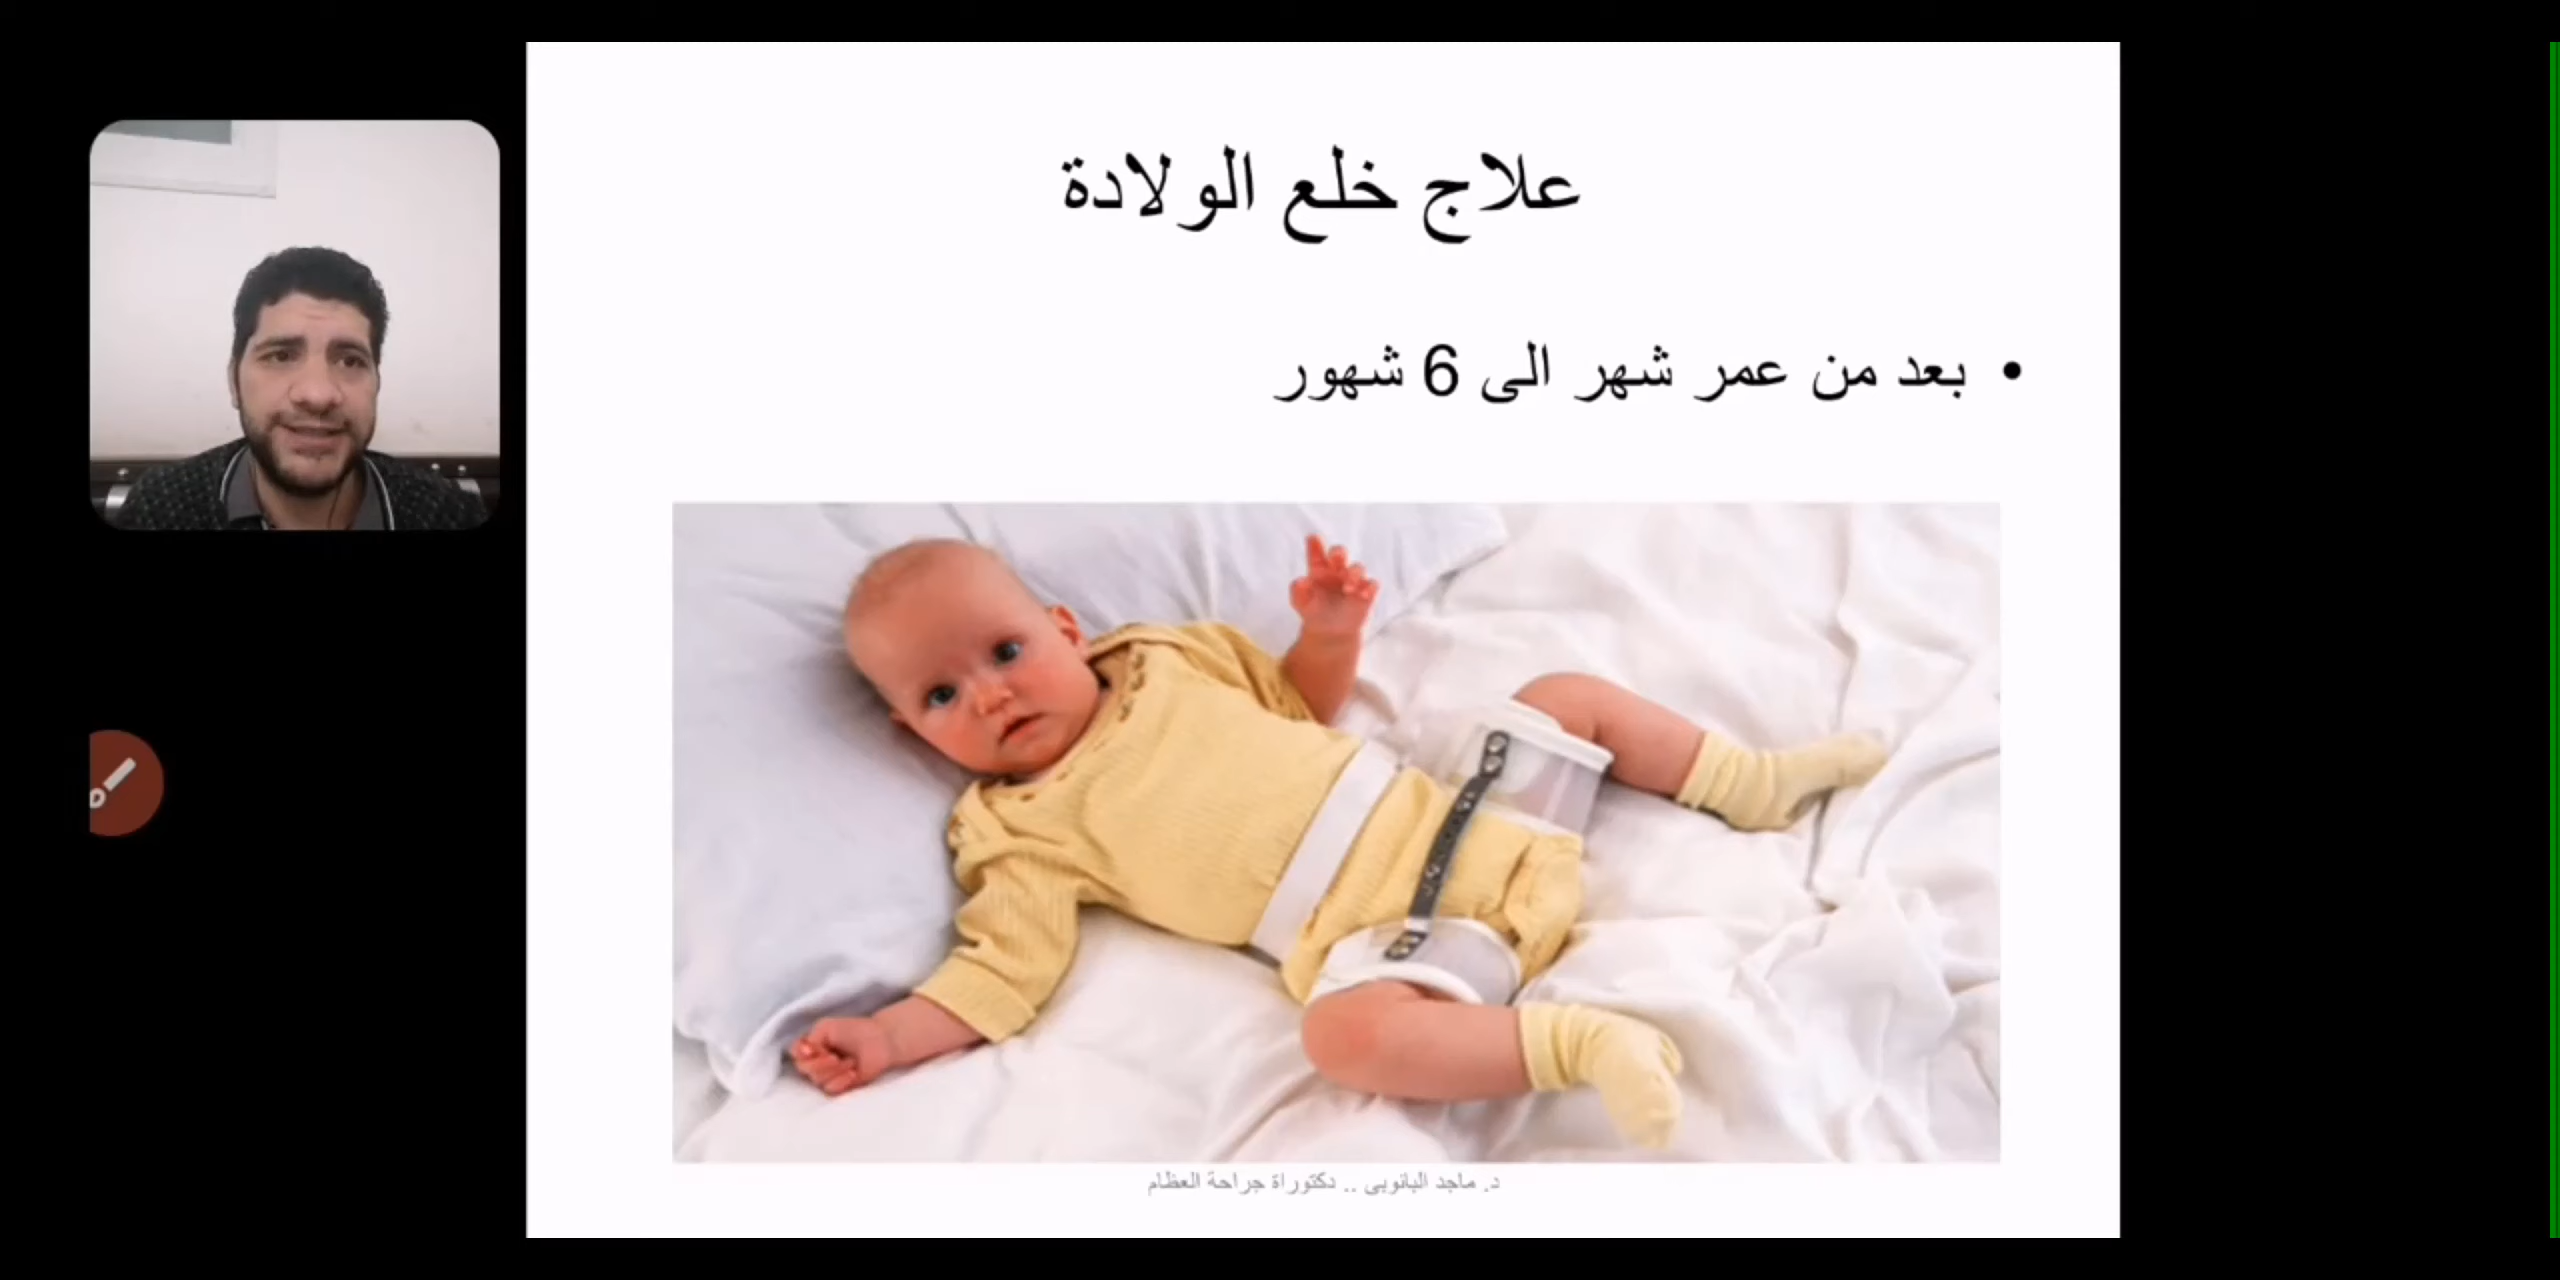 علاج خلع الولادة
• بعد من عمر شهر الى 6 شهور
د. ماجد البانوبى .. دكتوراة جراحة العظام